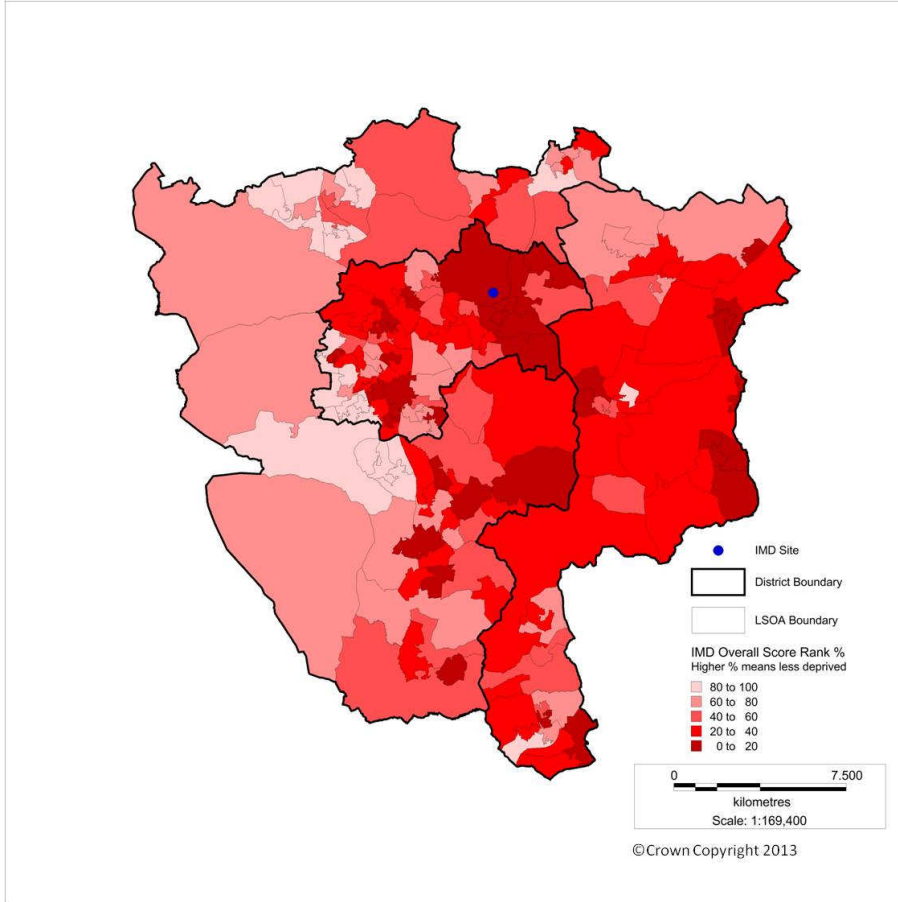 IMD Site
District Boundary
LSOA Boundary
IMD Overall Score Rank %
Higher % means less deprived
80 to 100
60 to 80
40 to 60
20 to 40
0 to 20
0 7.500
kilometres
Scale: 1:169,400
©Crown Copyright 2013